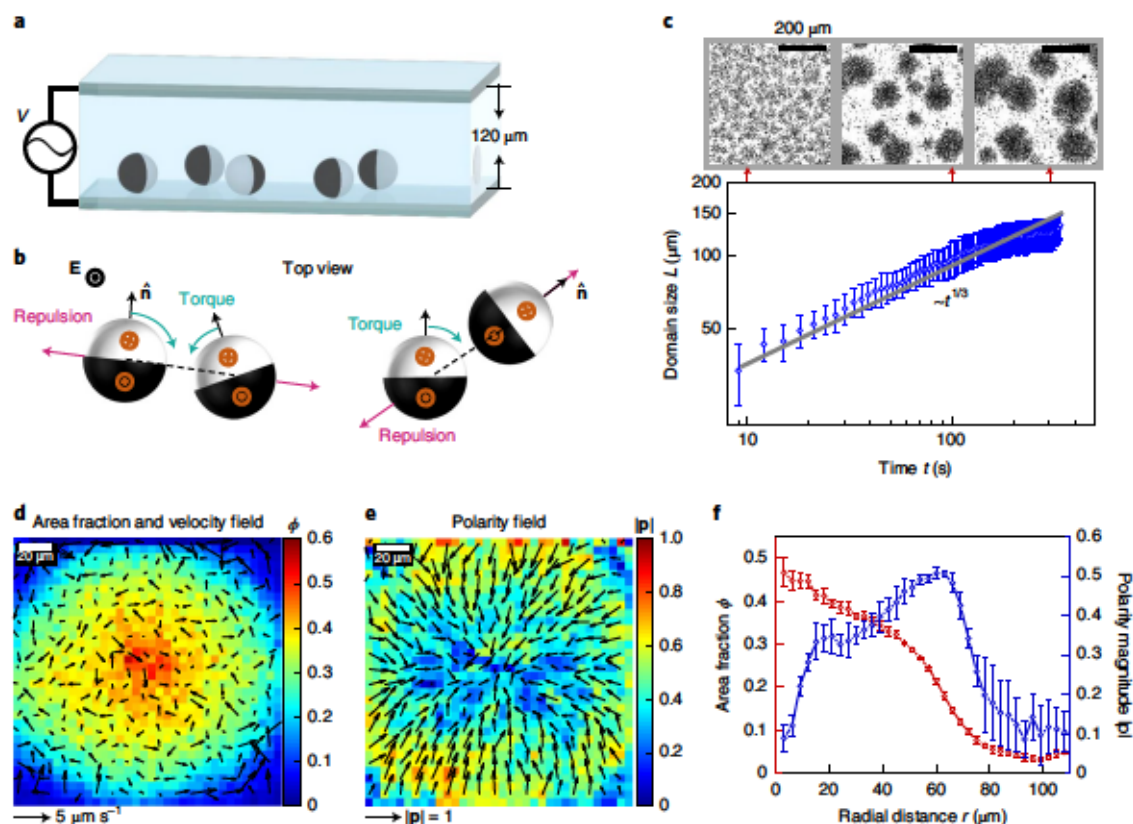 a
V
120 μm
b
E
Top view
n̂
Torque
Repulsion
Repulsion
n̂
Torque
Repulsion
c
200 μm
200
150
100
50
Domain size L (μm)
~t^1/3
10
100
Time t (s)
d
Area fraction and velocity field
ϕ
20 μm
0.6
0.5
0.4
0.3
0.2
0.1
0
5 μm s⁻¹
e
Polarity field
|p|
20 μm
1.0
0.8
0.6
0.4
0.2
0
|p| = 1
f
Area fraction ϕ
0.5
0.4
0.3
0.2
0.1
0
0.6
0.5
0.4
0.3
0.2
0.1
0
Polarity magnitude |p|
0
20
40
60
80
100
Radial distance r (μm)